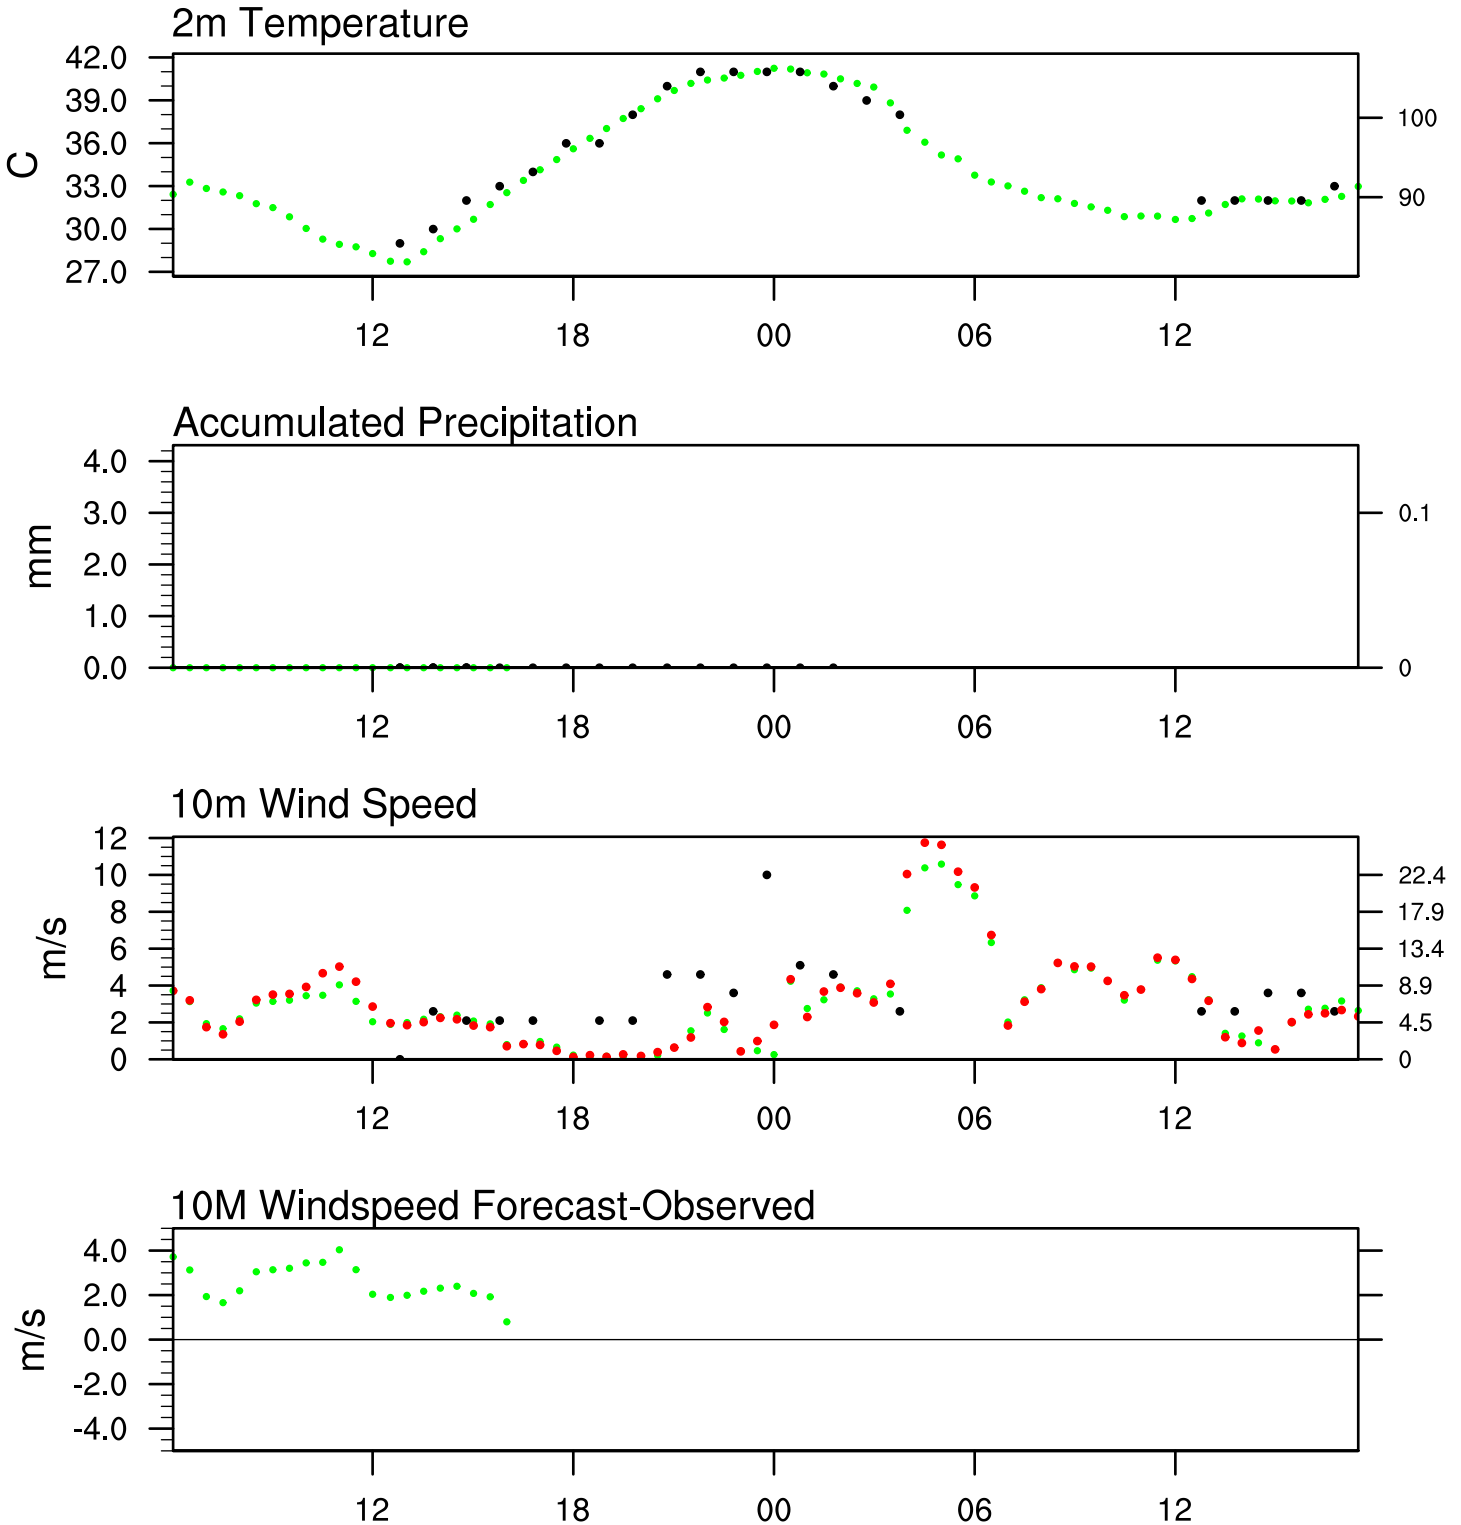 2m Temperature
42.0
39.0
36.0
33.0
30.0
27.0
C
100
90
12 18 00 06 12
Accumulated Precipitation
4.0
3.0
2.0
1.0
0.0
mm
0.1
0
12 18 00 06 12
10m Wind Speed
12
10
8
6
4
2
0
m/s
22.4
17.9
13.4
8.9
4.5
0
12 18 00 06 12
10M Windspeed Forecast-Observed
4.0
2.0
0.0
-2.0
-4.0
m/s
12 18 00 06 12